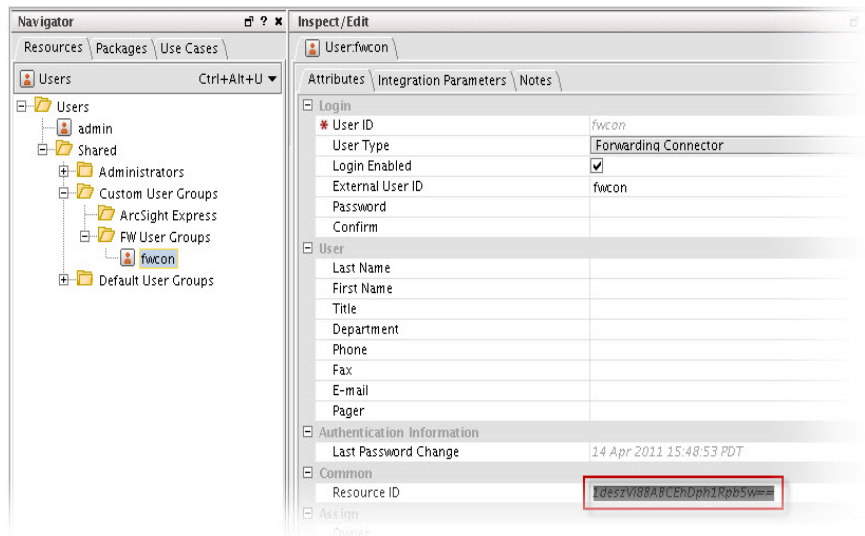 Navigator
Resources Packages Use Cases
Users Ctrl+Alt+U
Users
admin
Shared
Administrators
Custom User Groups
ArcSight Express
FW User Groups
fwcon
Default User Groups
Inspect/Edit
User:fwcon
Attributes Integration Parameters Notes
Login
* User ID fwcon
User Type Forwarding Connector
Login Enabled
External User ID fwcon
Password
Confirm
User
Last Name
First Name
Title
Department
Phone
Fax
E-mail
Pager
Authentication Information
Last Password Change 14 Apr 2011 15:48:53 PDT
Common
Resource ID
Assign
Owner